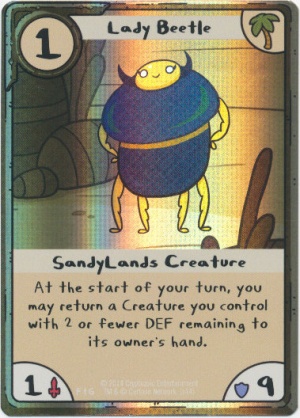 1
Lady Beetle
SandyLands Creature
At the start of your turn, you
may return a Creature you control
with 2 or fewer DEF remaining to
its owner's hand.
1
9